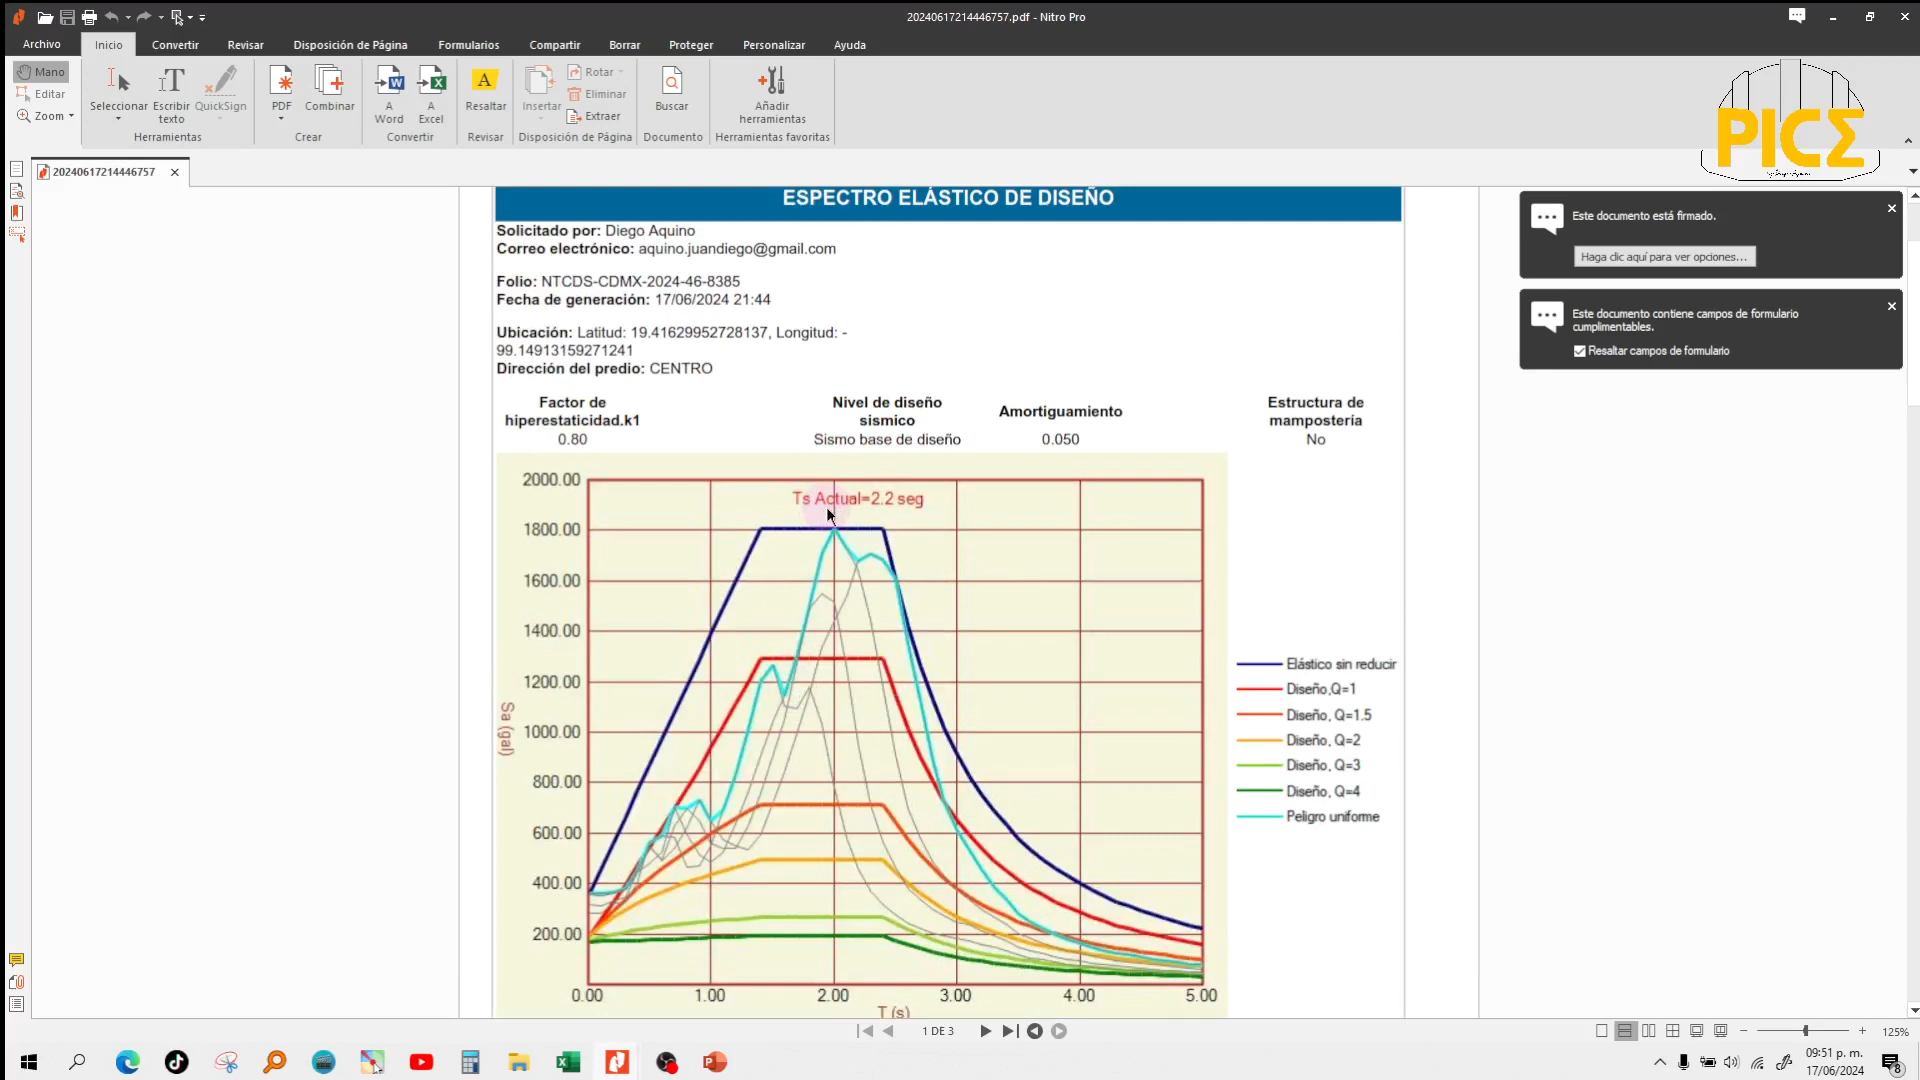 20240617214446757.pdf - Nitro Pro
Archivo Inicio Convertir Revisar Disposición de Página Formularios Compartir Borrar Proteger Personalizar Ayuda
Mano
Editar
Zoom
Seleccionar
Escribir texto
QuickSign
Herramientas
PDF
Combinar
Crear
A Word
A Excel
Convertir
Resaltar
Revisar
Insertar
Rotar
Eliminar
Extraer
Disposición de Página
Buscar
Documento
Añadir herramientas
Herramientas favoritas
PICΣ
20240617214446757
ESPECTRO ELÁSTICO DE DISEÑO
Solicitado por: Diego Aquino
Correo electrónico: aquino.juandiego@gmail.com
Folio: NTCDS-CDMX-2024-46-8385
Fecha de generación: 17/06/2024 21:44
Ubicación: Latitud: 19.41629952728137, Longitud: -
99.14913159271241
Dirección del predio: CENTRO
Factor de
hiperestaticidad.k1
0.80
Nivel de diseño
sismico
Sismo base de diseño
Amortiguamiento
0.050
Estructura de
mampostería
No
Ts Actual=2.2 seg
2000.00
1800.00
1600.00
1400.00
1200.00
1000.00
800.00
600.00
400.00
200.00
Sa (gal)
0.00 1.00 2.00 3.00 4.00 5.00
T (s)
Elástico sin reducir
Diseño,Q=1
Diseño, Q=1.5
Diseño, Q=2
Diseño, Q=3
Diseño, Q=4
Peligro uniforme
Este documento está firmado.
Haga clic aquí para ver opciones...
Este documento contiene campos de formulario
cumplimentables.
Resaltar campos de formulario
1 DE 3
125%
09:51 p. m.
17/06/2024
8